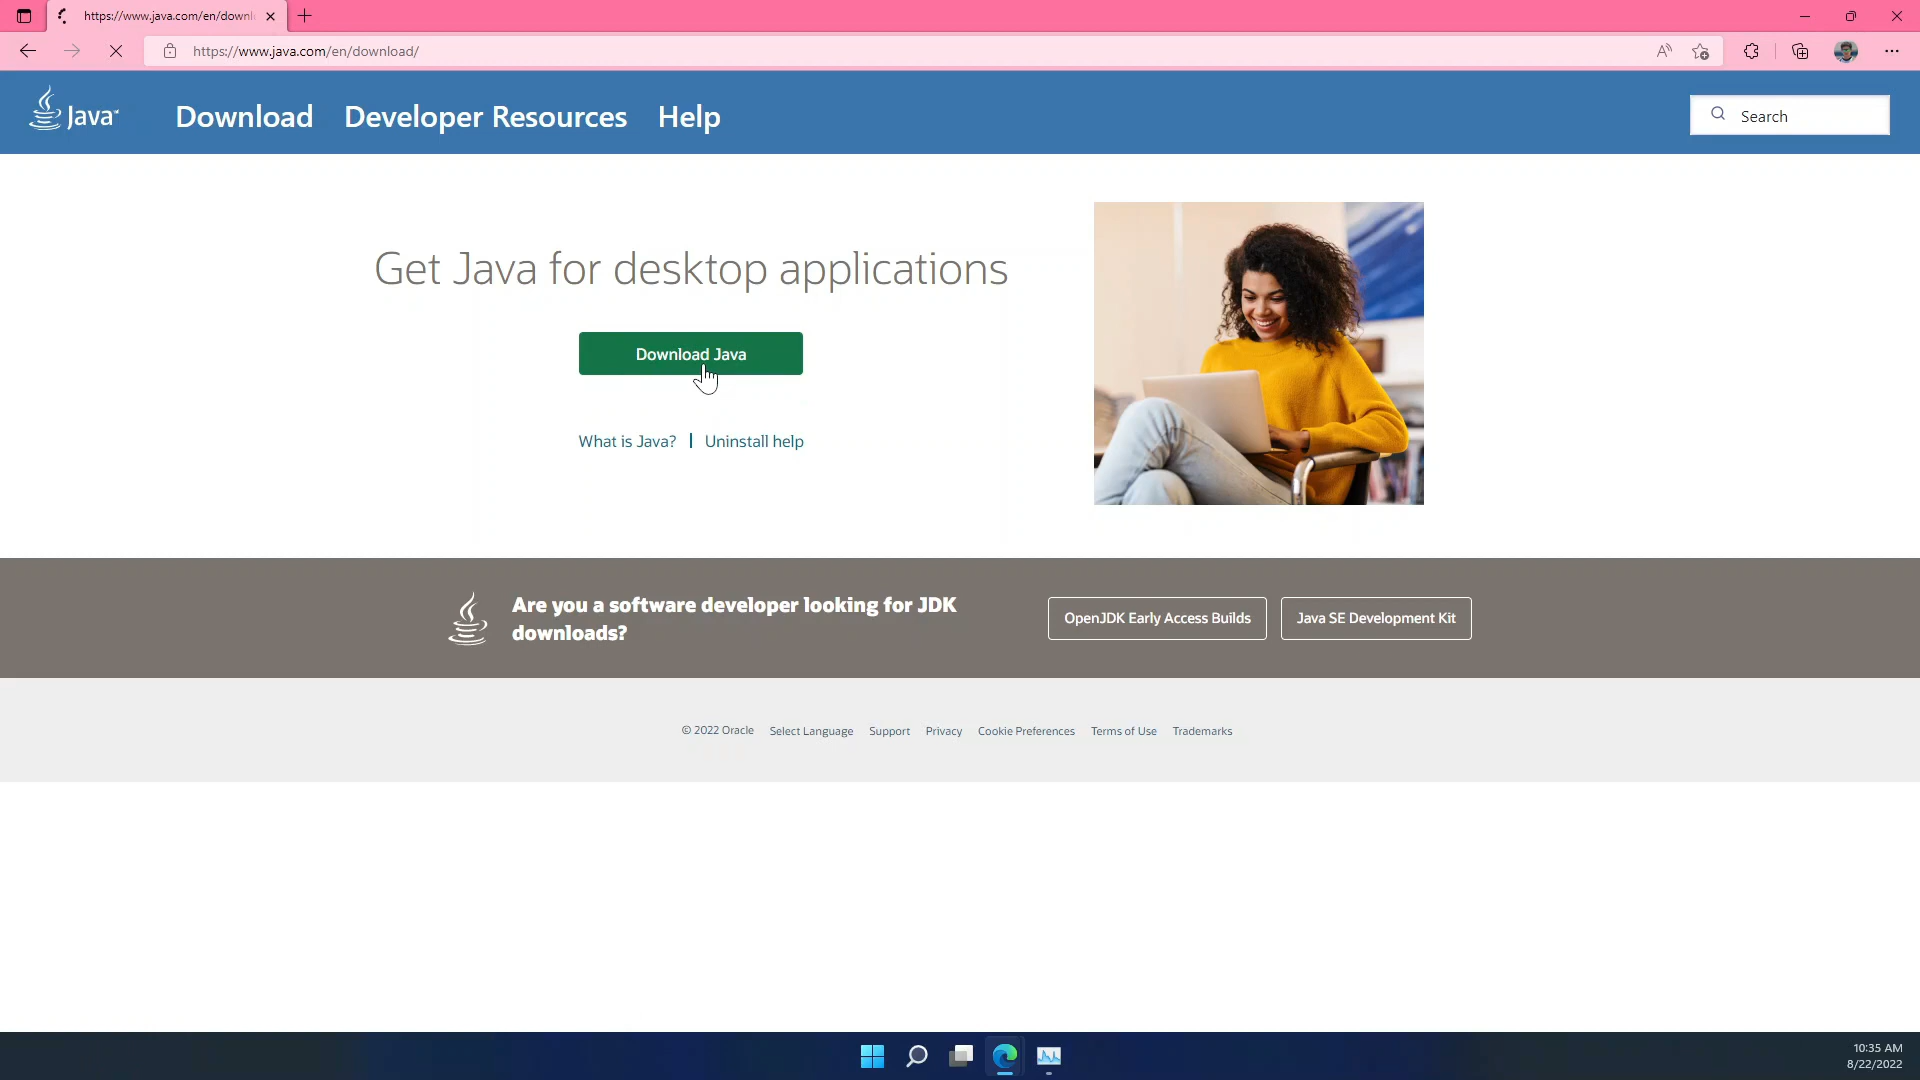 https://www.java.com/en/downl
https://www.java.com/en/download/
Java
Download
Developer Resources
Help
Search
Get Java for desktop applications
Download Java
What is Java?
Uninstall help
Are you a software developer looking for JDK
downloads?
OpenJDK Early Access Builds
Java SE Development Kit
© 2022 Oracle
Select Language
Support
Privacy
Cookie Preferences
Terms of Use
Trademarks
10:35 AM
8/22/2022